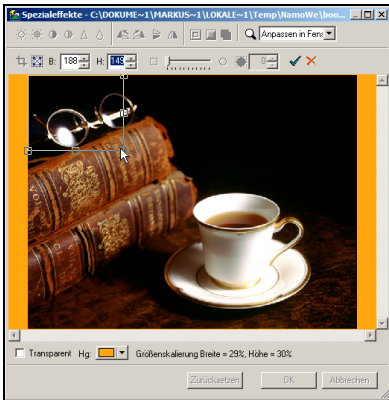 Spezialeffekte - C:\DOKUME~1\MARKUS~1\LOKALE~1\Temp\NamoWe\boo...
Anpassen in Fens
B: 188 H: 149 0
Transparent Hg: Größenskalierung Breite = 29%, Höhe = 30%
Zurücksetzen OK Abbrechen